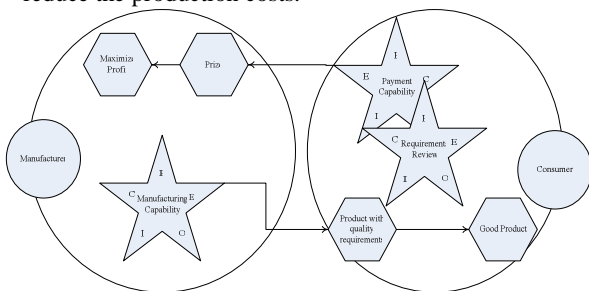 reduce the production costs.
Maximiz
Profi
Priz
I
E
Payment
Capability
C
I
I
C
Requirement
Review
E
I
C
Manufacture
Consumer
I
C
Manufacturing
Capability
E
I
C
Product with
quality
requirement
Good Product